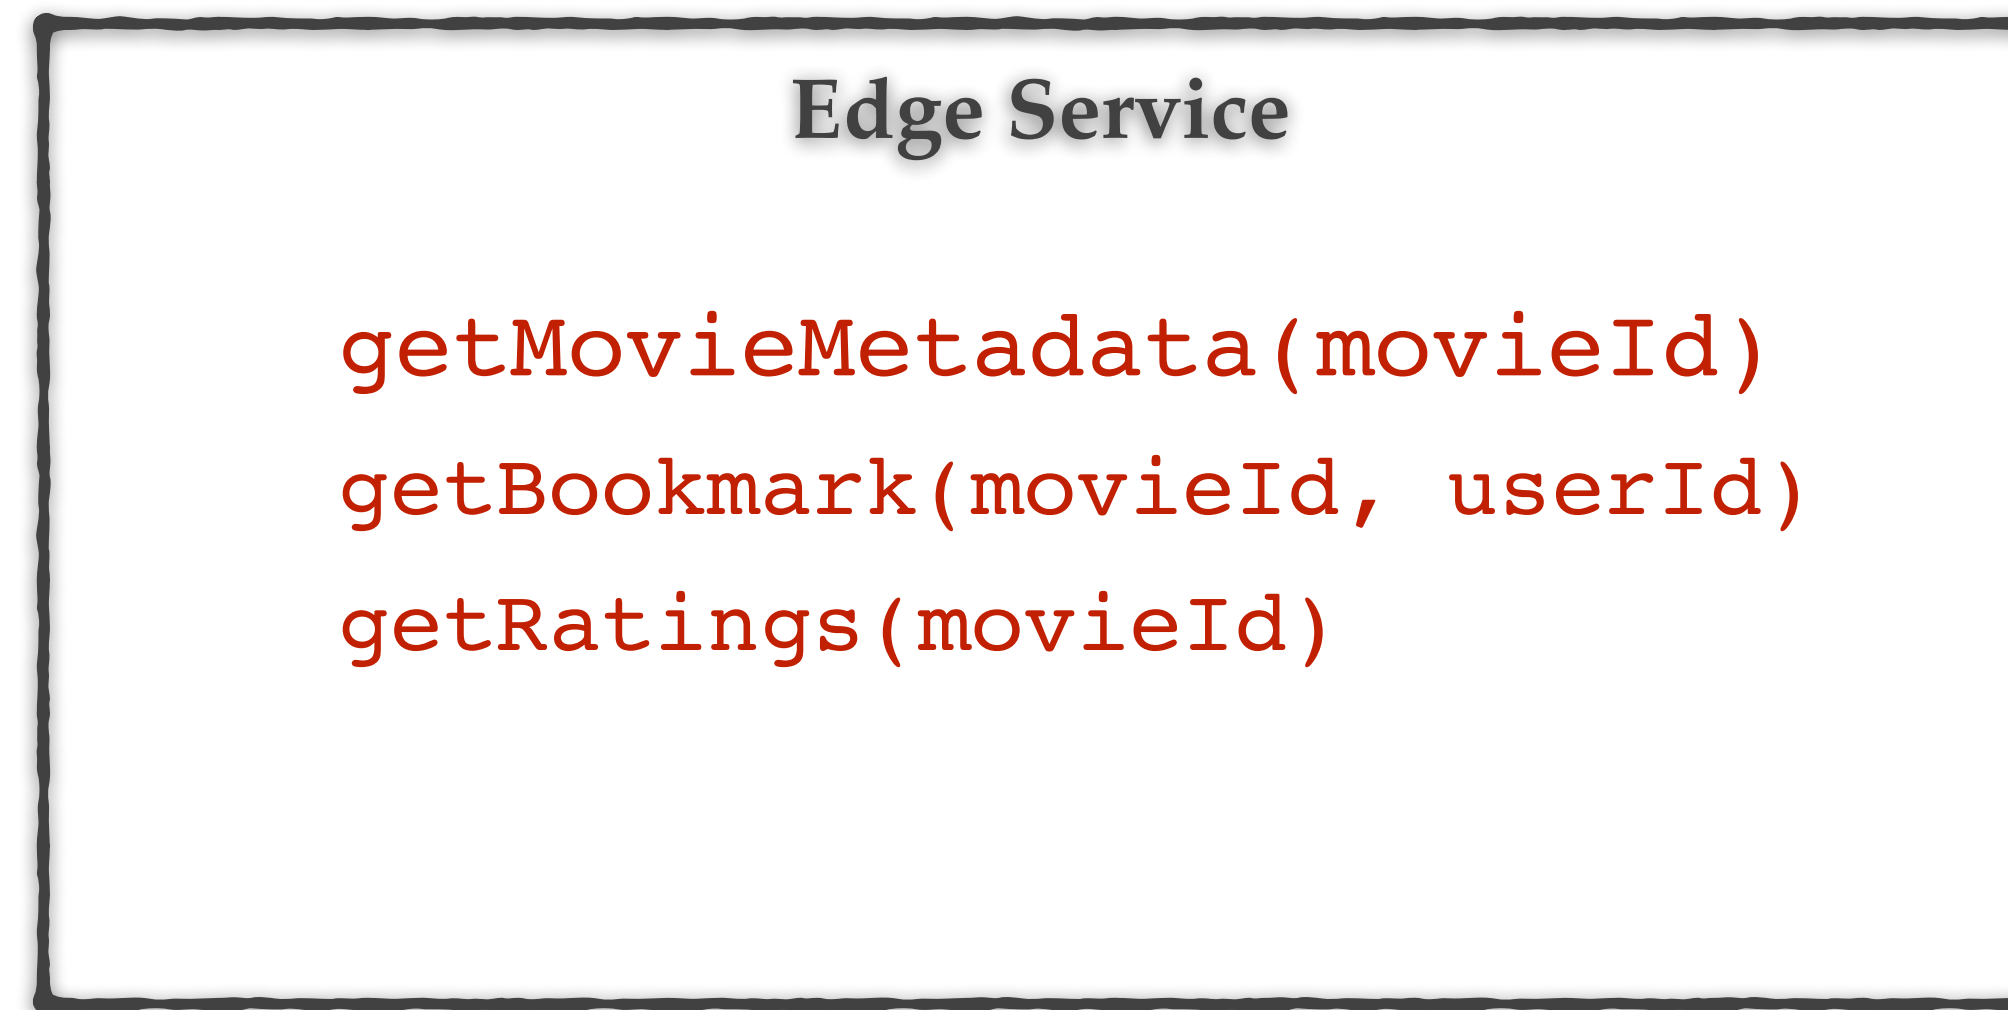 Edge Service
getMovieMetadata(movieId)
getBookmark(movieId, userId)
getRatings(movieId)